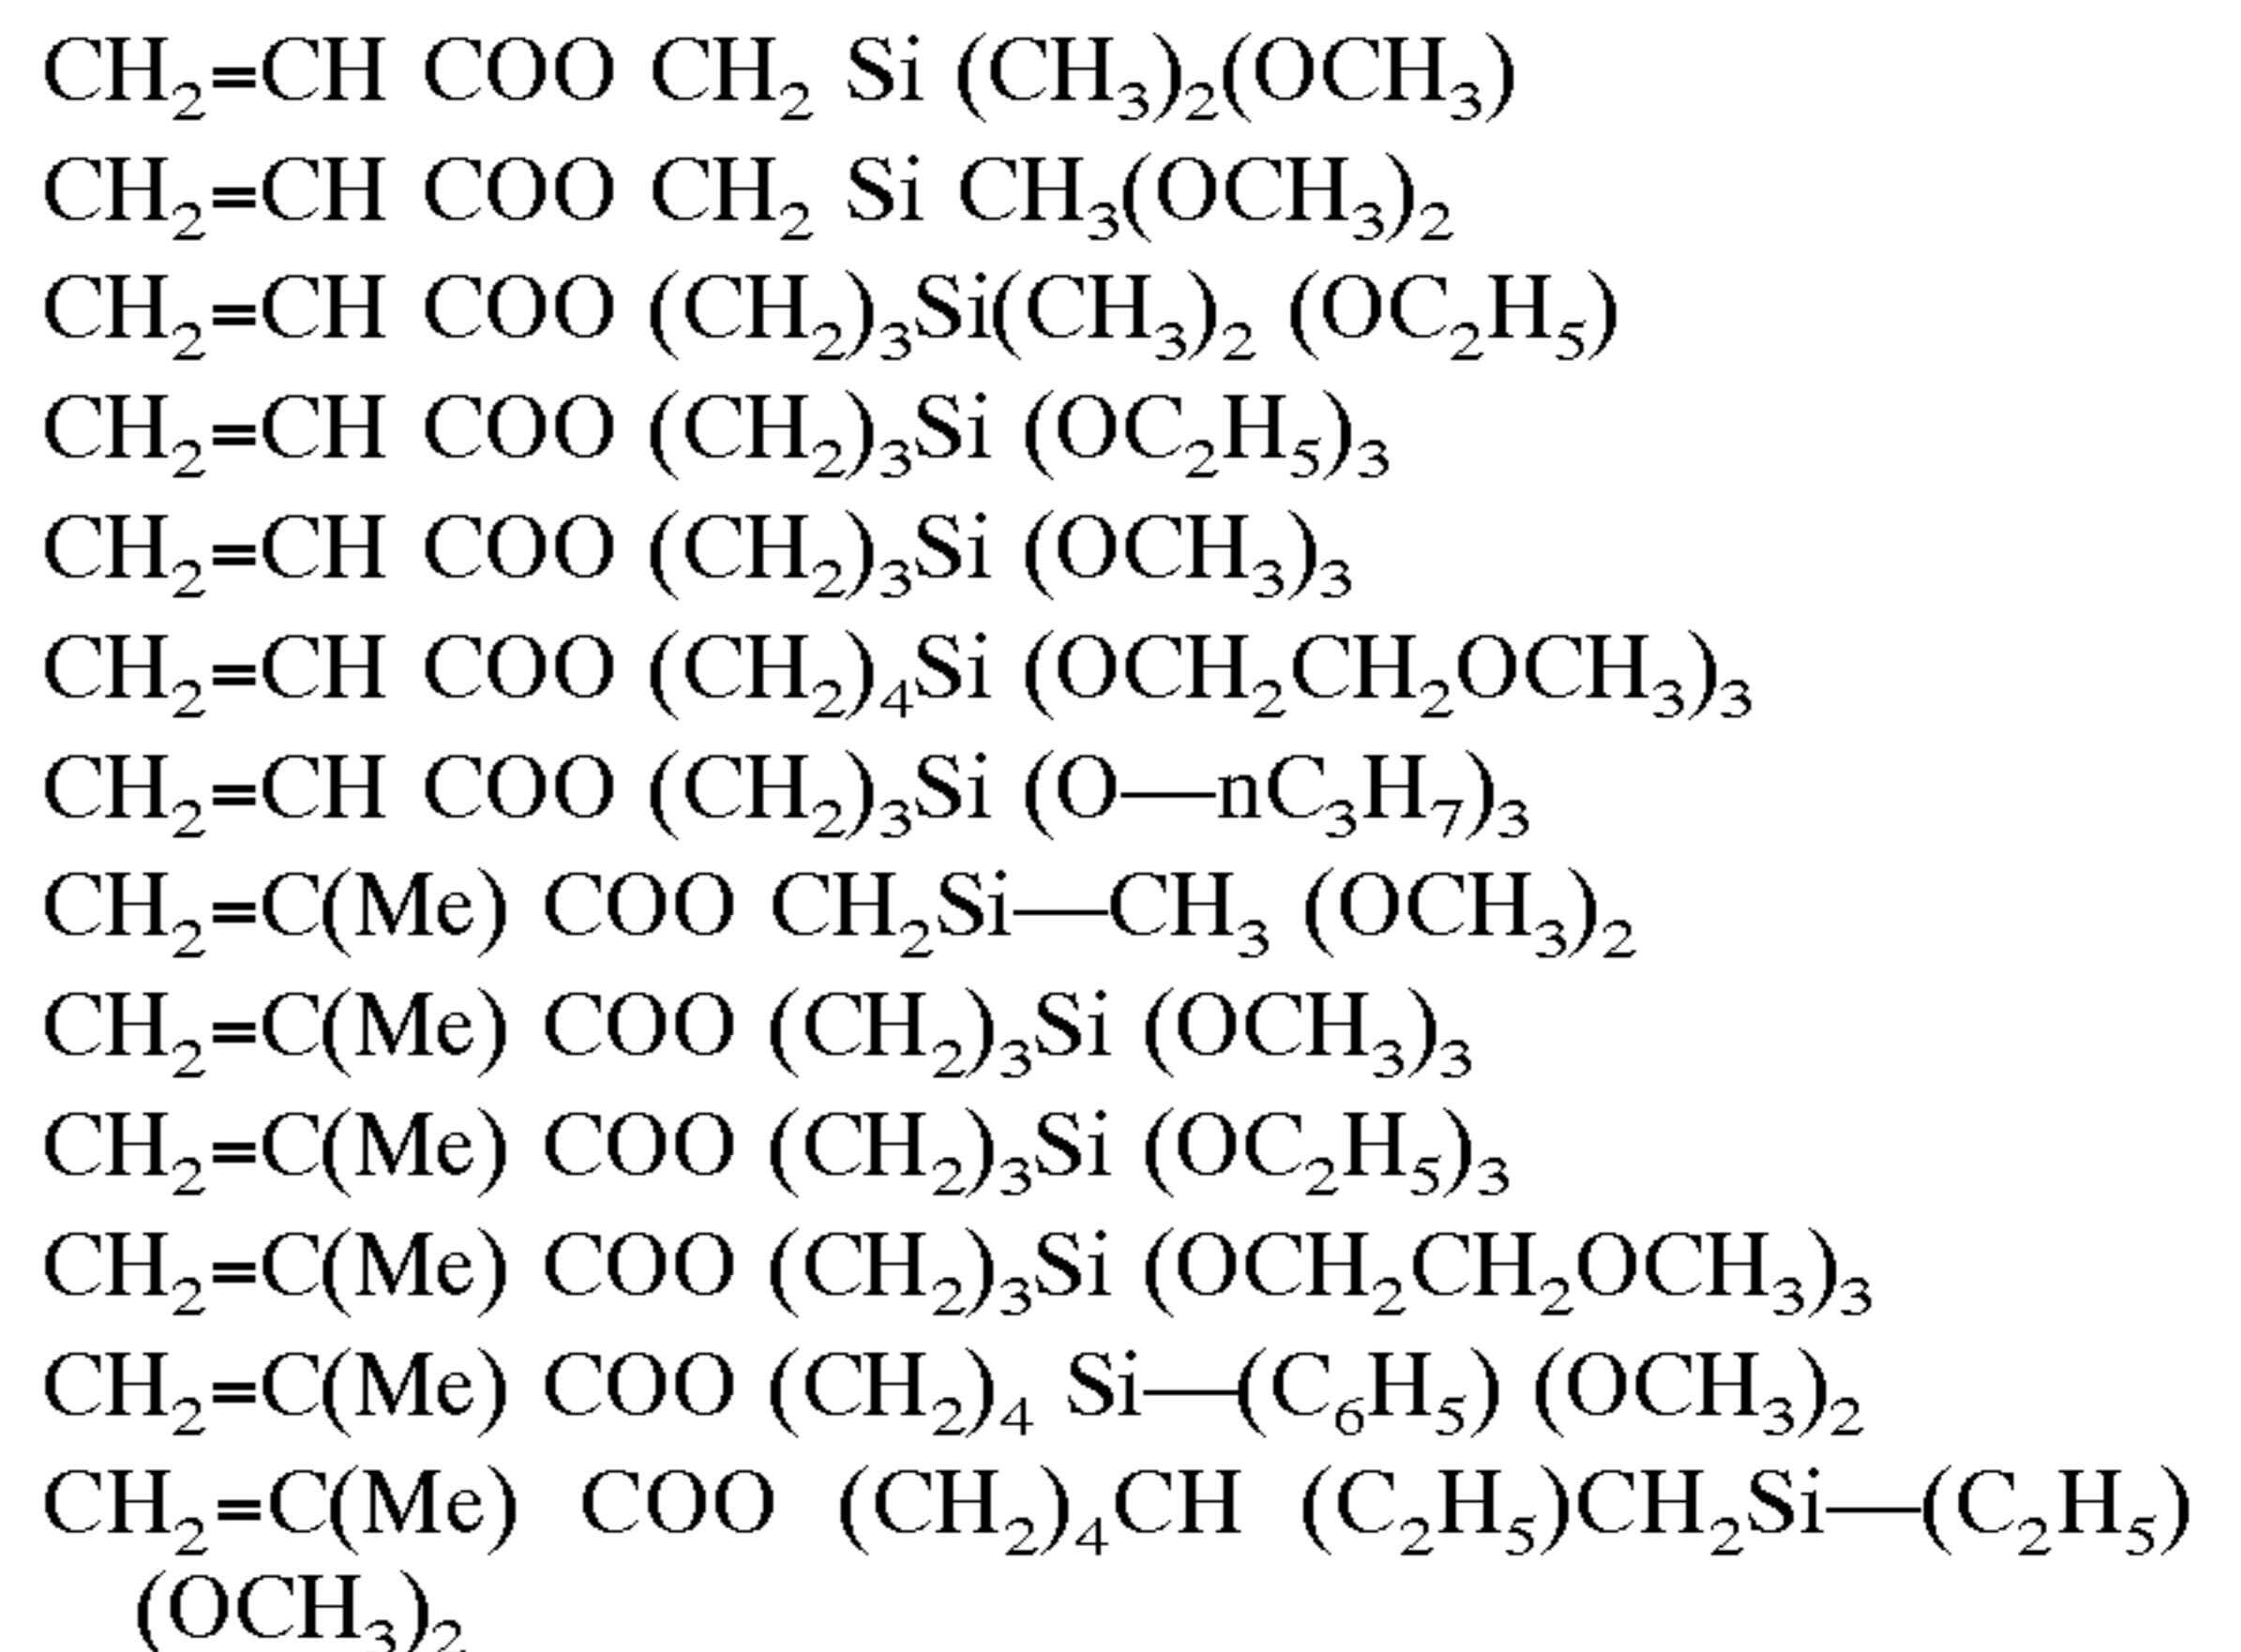 CH₂=CH COO CH₂ Si (CH₃)₂(OCH₃)
CH₂=CH COO CH₂ Si CH₃(OCH₃)₂
CH₂=CH COO (CH₂)₃Si(CH₃)₂ (OC₂H₅)
CH₂=CH COO (CH₂)₃Si (OC₂H₅)₃
CH₂=CH COO (CH₂)₃Si (OCH₃)₃
CH₂=CH COO (CH₂)₄Si (OCH₂CH₂OCH₃)₃
CH₂=CH COO (CH₂)₃Si (O—nC₃H₇)₃
CH₂=C(Me) COO CH₂Si—CH₃ (OCH₃)₂
CH₂=C(Me) COO (CH₂)₃Si (OCH₃)₃
CH₂=C(Me) COO (CH₂)₃Si (OC₂H₅)₃
CH₂=C(Me) COO (CH₂)₃Si (OCH₂CH₂OCH₃)₃
CH₂=C(Me) COO (CH₂)₄ Si—(C₆H₅) (OCH₃)₂
CH₂=C(Me) COO (CH₂)₄CH (C₂H₅)CH₂Si—(C₂H₅)
(OCH₃)₂